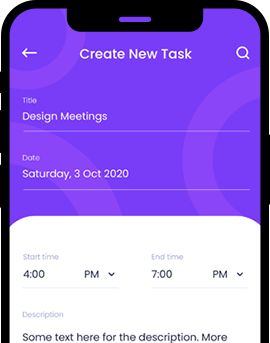 Create New Task
Title
Design Meetings
Date
Saturday, 3 Oct 2020
Start time End time
4:00 PM 7:00 PM
Description
Some text here for the description. More